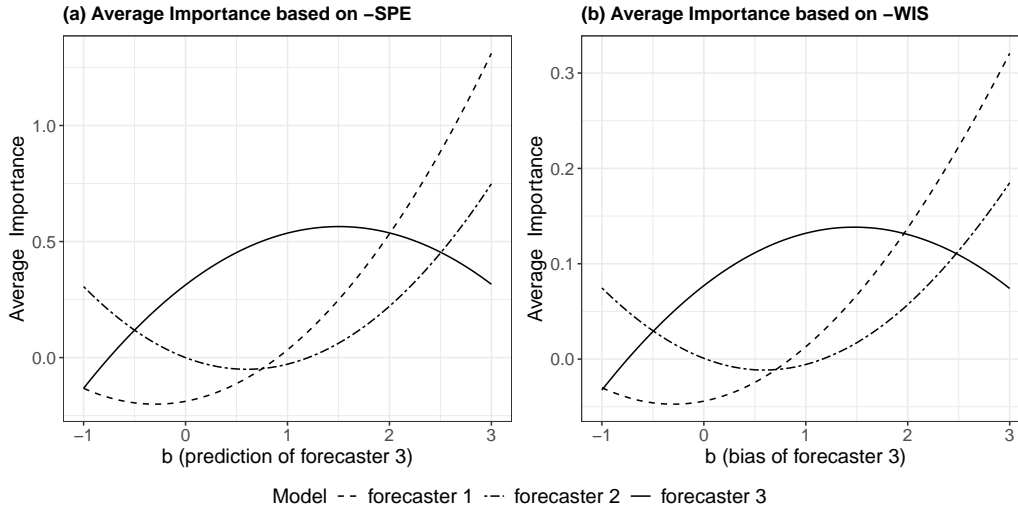 (a) Average Importance based on −SPE
(b) Average Importance based on −WIS
Average Importance
1.0
0.5
0.0
−1 0 1 2 3
b (prediction of forecaster 3)
Average Importance
0.3
0.2
0.1
0.0
−1 0 1 2 3
b (bias of forecaster 3)
Model forecaster 1 forecaster 2 forecaster 3